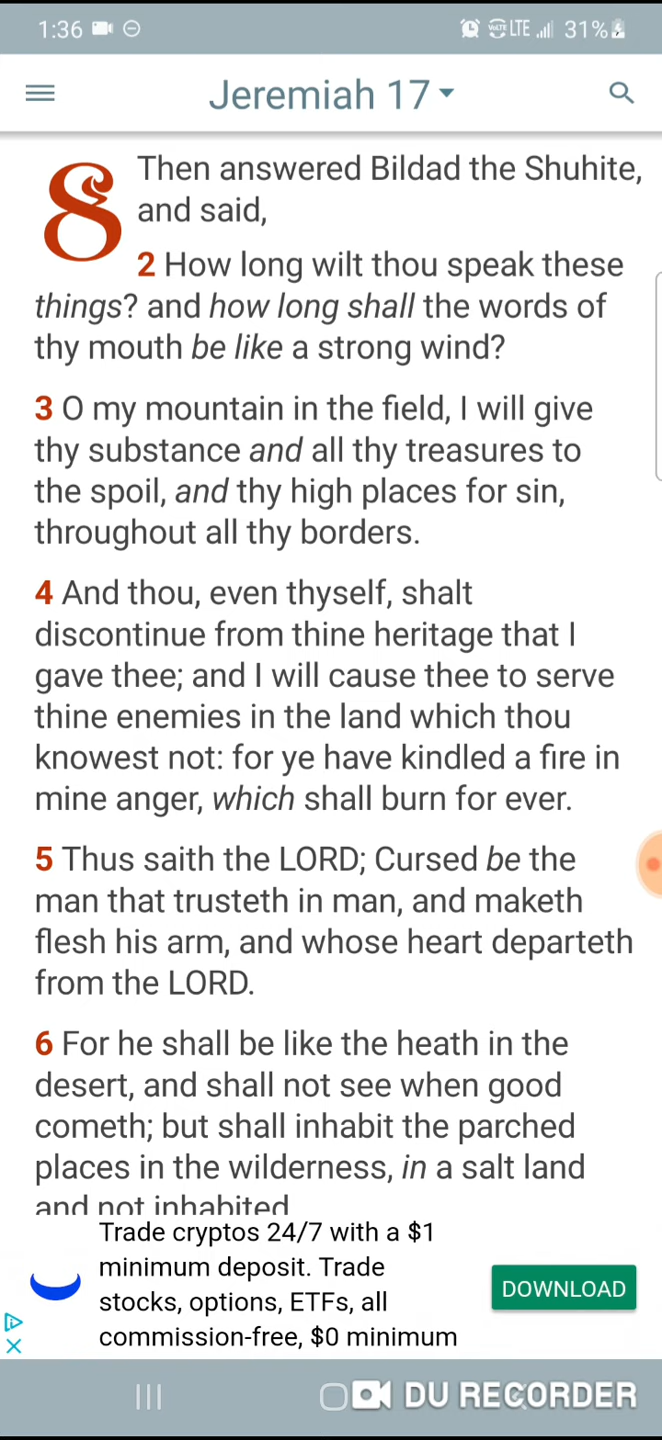 1:36
LTE 31%
Jeremiah 17
8 Then answered Bildad the Shuhite,
and said,
2 How long wilt thou speak these
things? and how long shall the words of
thy mouth be like a strong wind?
3 O my mountain in the field, I will give
thy substance and all thy treasures to
the spoil, and thy high places for sin,
throughout all thy borders.
4 And thou, even thyself, shalt
discontinue from thine heritage that I
gave thee; and I will cause thee to serve
thine enemies in the land which thou
knowest not: for ye have kindled a fire in
mine anger, which shall burn for ever.
5 Thus saith the LORD; Cursed be the
man that trusteth in man, and maketh
flesh his arm, and whose heart departeth
from the LORD.
6 For he shall be like the heath in the
desert, and shall not see when good
cometh; but shall inhabit the parched
places in the wilderness, in a salt land
and not inhabited
Trade cryptos 24/7 with a $1
minimum deposit. Trade
stocks, options, ETFs, all
commission-free, $0 minimum
DOWNLOAD
DU RECORDER